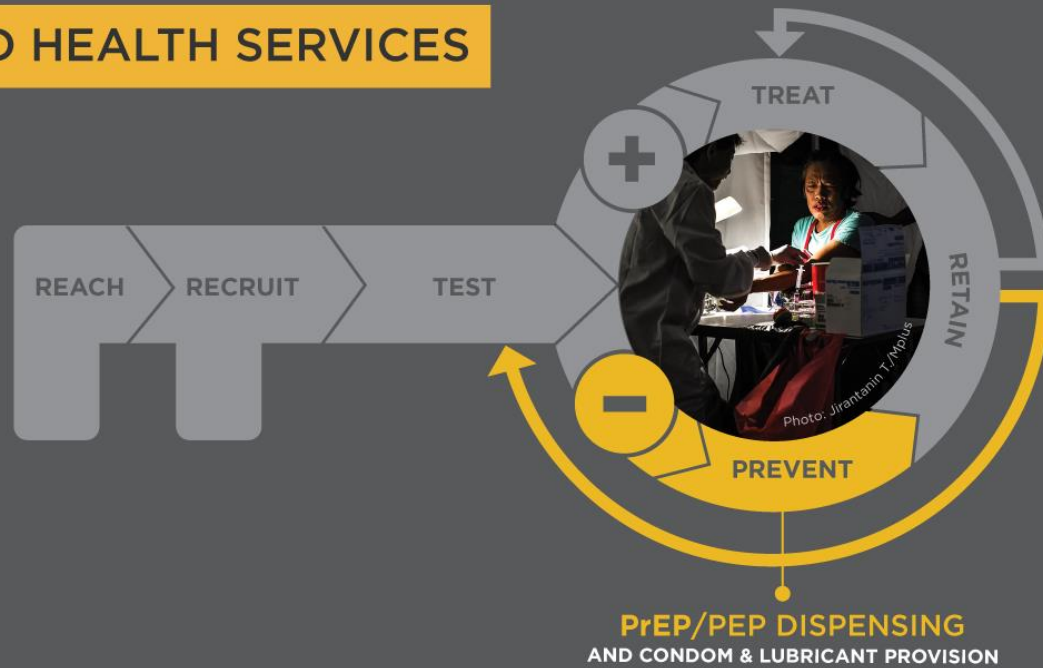 D HEALTH SERVICES
TREAT
+
REACH
RECRUIT
TEST
RETAIN
Photo: Jirantanin T./Mplus
-
PREVENT
PrEP/PEP DISPENSING
AND CONDOM & LUBRICANT PROVISION